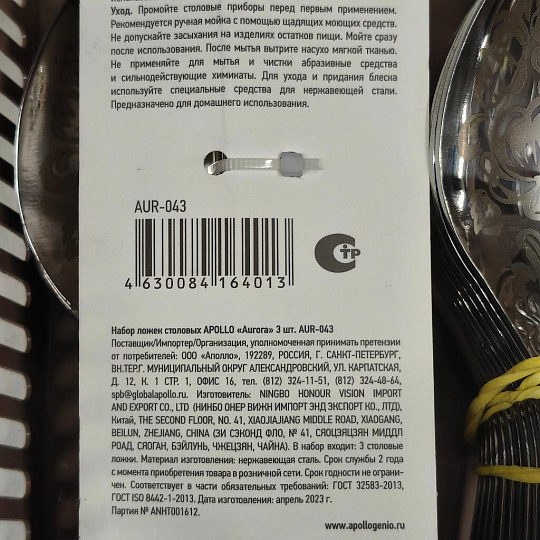 Уход. Промойте столовые приборы перед первым применением.
Рекомендуется ручная мойка с помощью щадящих моющих средств.
Не допускайте засыхания на изделиях остатков пищи. Мойте сразу
после использования. После мытья вытрите насухо мягкой тканью.
Не применяйте для мытья и чистки абразивные средства
и сильнодействующие химикаты. Для ухода и придания блеска
используйте специальные средства для нержавеющей стали.
Предназначено для домашнего использования.
AUR-043
4 630084 164013
СТР
Набор ложек столовых APOLLO «Aurora» 3 шт. AUR-043
Поставщик/Импортер/Организация, уполномоченная принимать претензии
от потребителей: ООО «Аполло», 192289, РОССИЯ, Г. САНКТ-ПЕТЕРБУРГ,
ВН.ТЕР.Г. МУНИЦИПАЛЬНЫЙ ОКРУГ АЛЕКСАНДРОВСКИЙ, УЛ. КАРПАТСКАЯ,
Д. 12, К. 1 СТР. 1, ОФИС 16, тел. (812) 324-11-51, (812) 324-48-64,
spb@globalapollo.ru. Изготовитель: NINGBO HONOUR VISION IMPORT
AND EXPORT CO., LTD (НИНБО ОНЕР ВИЖН ИМПОРТ ЭНД ЭКСПОРТ КО., ЛТД),
Китай, THE SECOND FLOOR, NO. 41, XIAOJIAJIANG MIDDLE ROAD, XIAOGANG,
BEILUN, ZHEJIANG, CHINA (ЗИ СЭКОНД ФЛО, № 41, СЯОЦЗЯЦЗЯН МИДДЛ
РОАД, СЯОГАН, БЭЙЛУНЬ, ЧЖЕЦЗЯН, ЧАЙНА). В набор входит: 3 столовые
ложки. Материал изготовления: нержавеющая сталь. Срок службы 2 года
с момента приобретения товара в розничной сети. Срок годности не ограни-
чен. Соответствует в части обязательных требований: ГОСТ 32583-2013,
ГОСТ ISO 8442-1-2013. Дата изготовления: апрель 2023 г.
Партия № ANHT001612.
www.apollogenio.ru